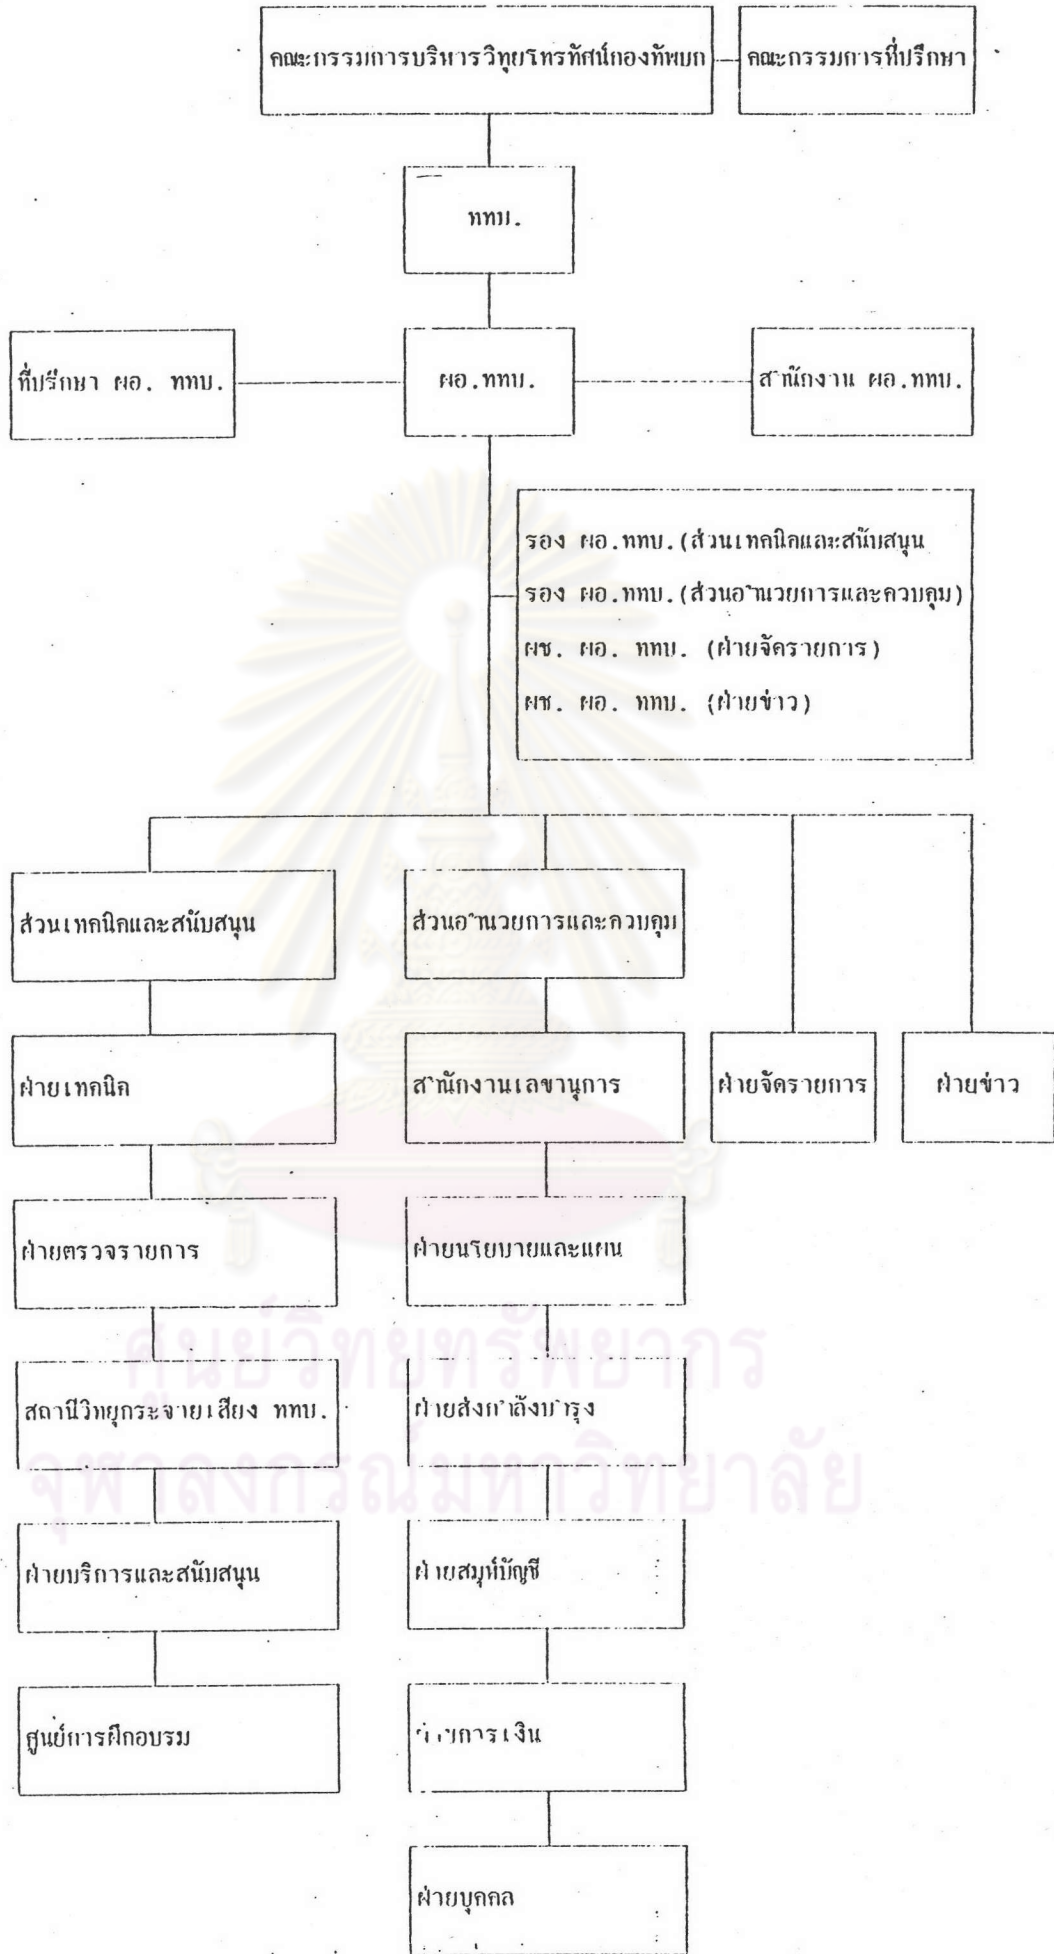 คณะกรรมการบริหารวิทยุโทรทัศน์กองทัพบก
คณะกรรมการที่ปรึกษา
ททบ.
ที่ปรึกษา ผอ. ททบ.
ผอ.ททบ.
สำนักงาน ผอ.ททบ.
รอง ผอ.ททบ.(ส่วนเทคนิคและสนับสนุน
รอง ผอ.ททบ.(ส่วนอำนวยการและควบคุม)
ผช. ผอ. ททบ. (ฝ่ายจัดรายการ)
ผช. ผอ. ททบ. (ฝ่ายข่าว)
ส่วนเทคนิคและสนับสนุน
ส่วนอำนวยการและควบคุม
ฝ่ายเทคนิค
สำนักงานเลขานุการ
ฝ่ายจัดรายการ
ฝ่ายข่าว
ฝ่ายตรวจรายการ
ฝ่ายนโยบายและแผน
สถานีวิทยุกระจายเสียง ททบ.
ฝ่ายส่งกำลังบำรุง
ฝ่ายบริการและสนับสนุน
ฝ่ายสมุห์บัญชี
ศูนย์การฝึกอบรม
ฝ่ายการเงิน
ฝ่ายบุคคล
ศูนย์วิทยทรัพยากร
จุฬาลงกรณ์มหาวิทยาลัย